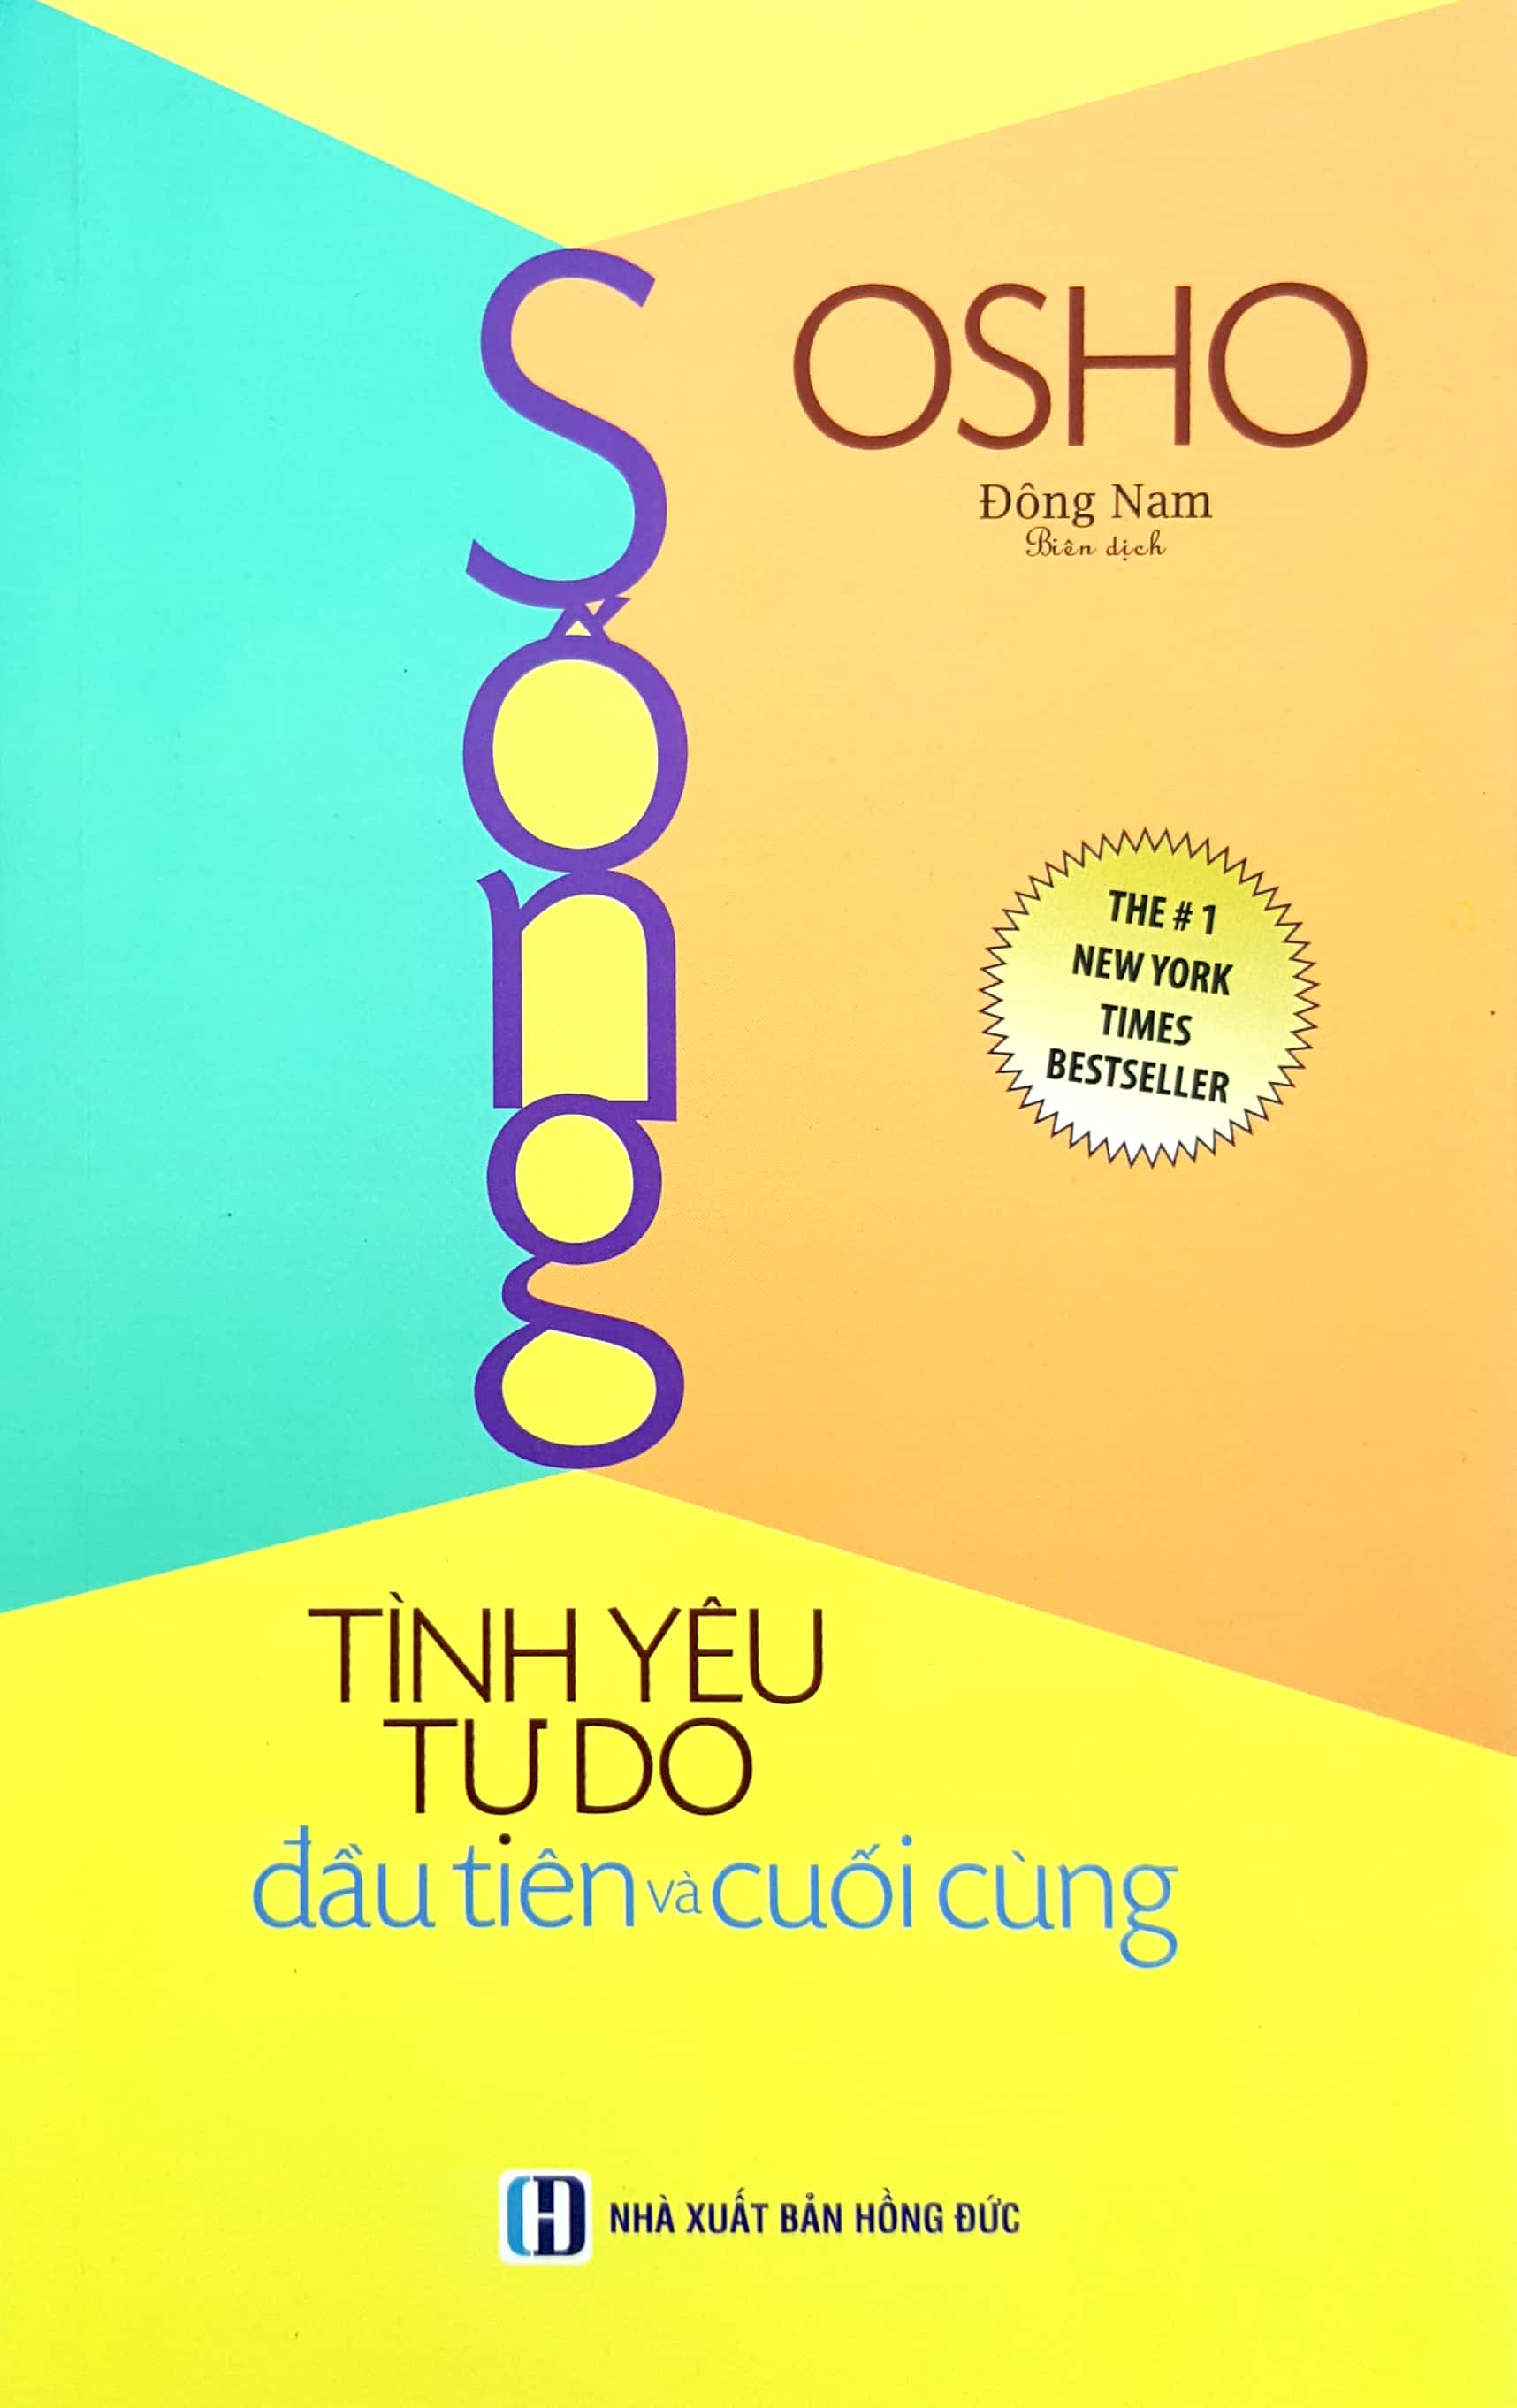 Sống
OSHO
Đông Nam
Biên dịch
THE # 1
NEW YORK
TIMES
BESTSELLER
TÌNH YÊU
TỰ DO
đầu tiên và cuối cùng
NHÀ XUẤT BẢN HỒNG ĐỨC